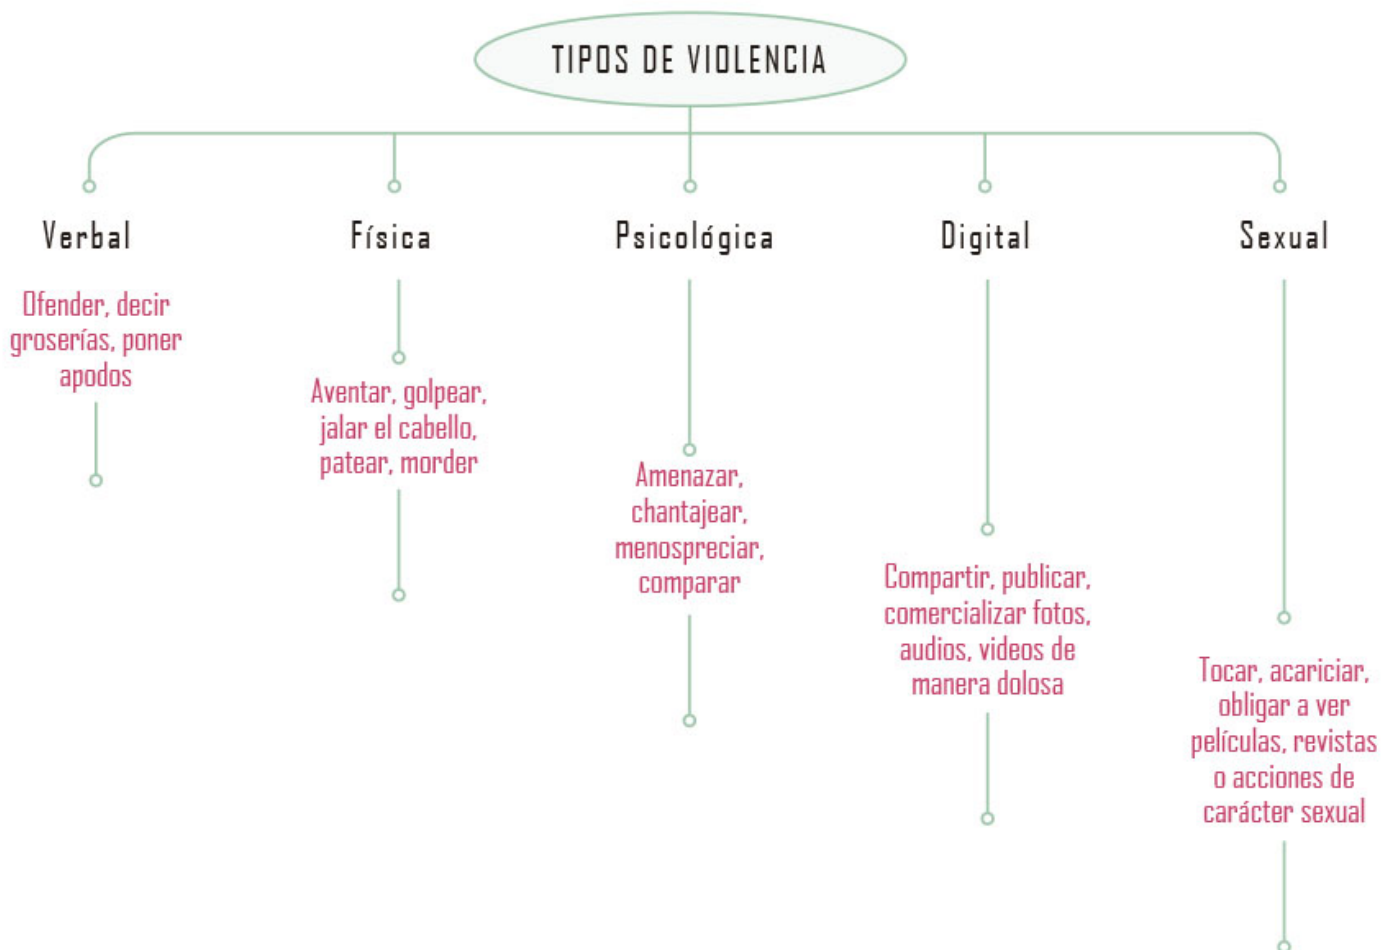 TIPOS DE VIOLENCIA
Verbal
Ofender, decir
groserías, poner
apodos
Física
Aventar, golpear,
jalar el cabello,
patear, morder
Psicológica
Amenazar,
chantajear,
menospreciar,
comparar
Digital
Compartir, publicar,
comercializar fotos,
audios, videos de
manera dolosa
Sexual
Tocar, acariciar,
obligar a ver
películas, revistas
o acciones de
carácter sexual